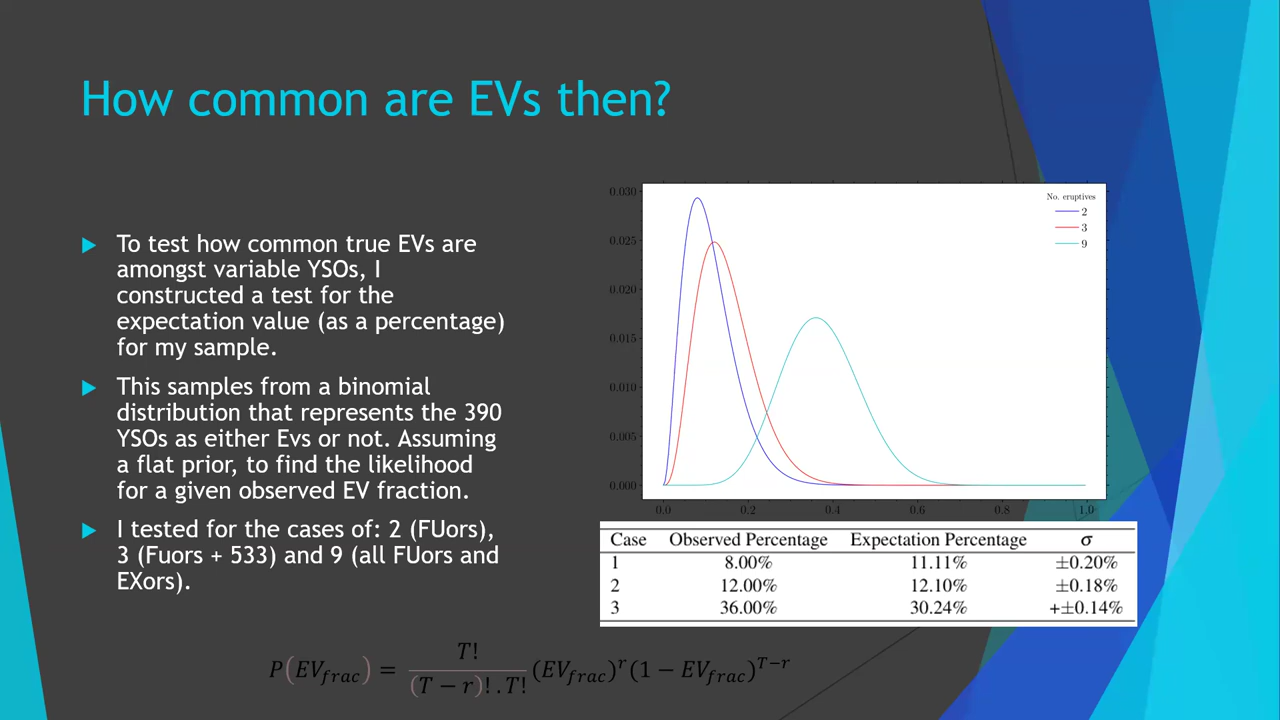 How common are EVs then?
To test how common true EVs are
amongst variable YSOs, I
constructed a test for the
expectation value (as a percentage)
for my sample.
This samples from a binomial
distribution that represents the 390
YSOs as either Evs or not. Assuming
a flat prior, to find the likelihood
for a given observed EV fraction.
I tested for the cases of: 2 (FUors),
3 (Fuors + 533) and 9 (all FUors and
EXors).
0.030
0.025
0.020
0.015
0.010
0.005
0.000
0.0 0.2 0.4 0.6 0.8 1.0
No. eruptives
2
3
9
Case Observed Percentage Expectation Percentage σ
1 8.00% 11.11% ±0.20%
2 12.00% 12.10% ±0.18%
3 36.00% 30.24% +±0.14%
P(EV_frac) = T! / (T − r)! . T! (EV_frac)^r (1 − EV_frac)^(T−r)